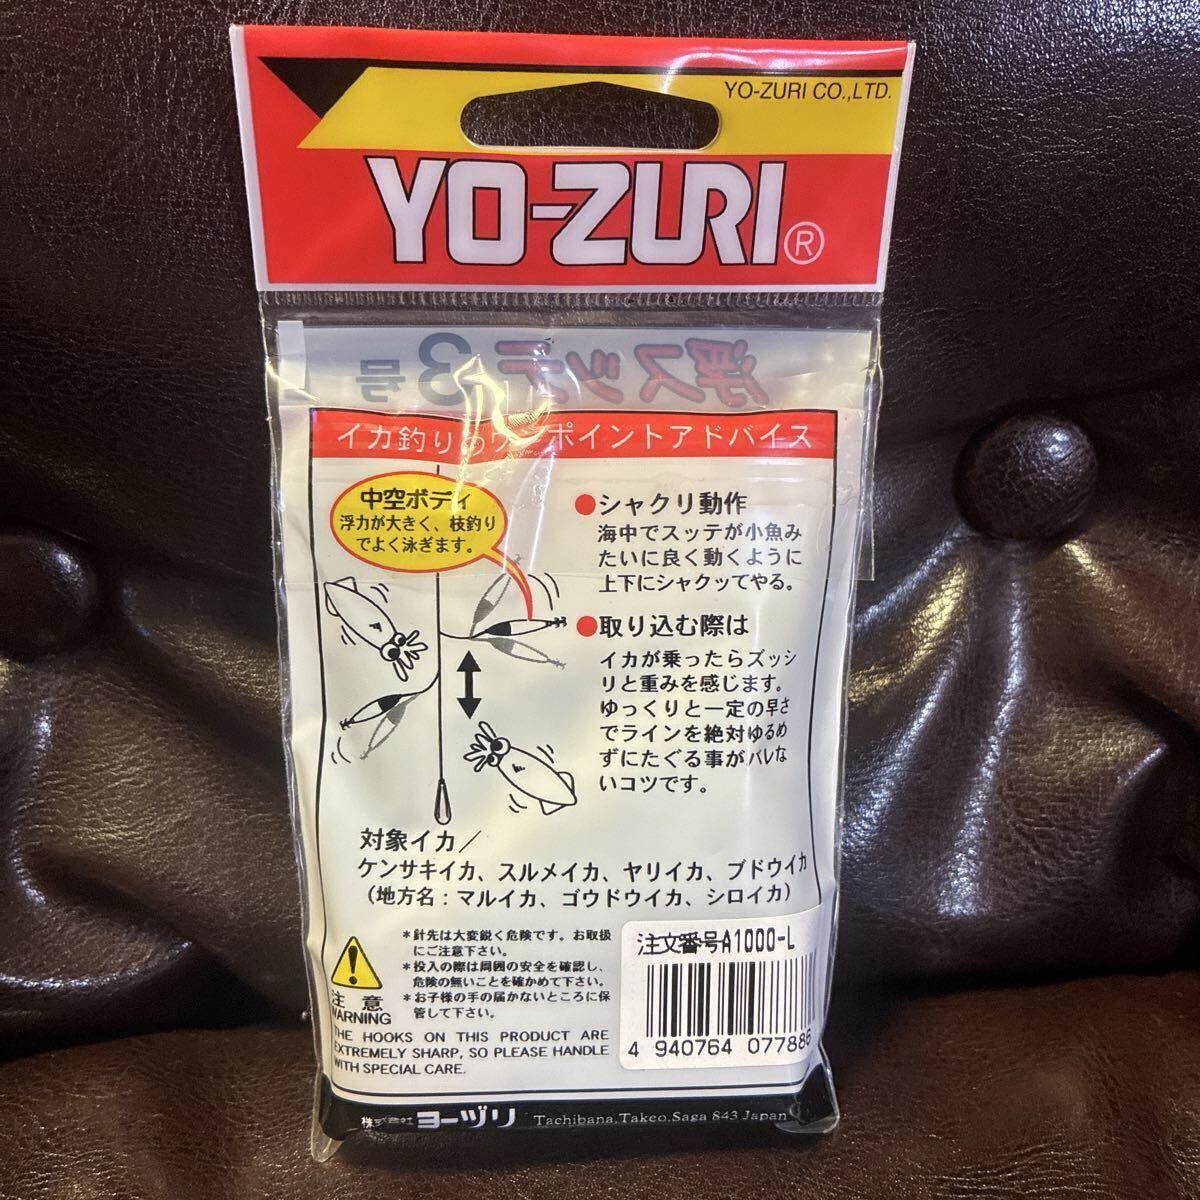 YO-ZURI CO.,LTD.
YO-ZURI®
浮スッテ 3号
イカ釣りのワンポイントアドバイス
中空ボディ
浮力が大きく、枝釣り
でよく泳ぎます。
●シャクリ動作
海中でスッテが小魚み
たいに良く動くように
上下にシャクッてやる。
●取り込む際は
イカが乗ったらズッシ
リと重みを感じます。
ゆっくりと一定の早さ
でラインを絶対ゆるめ
ずにたぐる事がバレな
いコツです。
対象イカ/
ケンサキイカ、スルメイカ、ヤリイカ、ブドウイカ
(地方名:マルイカ、ゴウドウイカ、シロイカ)
注意
WARNING
*針先は大変鋭く危険です。お取扱
にご注意下さい。
*投入の際は周囲の安全を確認し、
危険の無いことを確かめて下さい。
*お子様の手の届かないところに保
管して下さい。
THE HOOKS ON THIS PRODUCT ARE
EXTREMELY SHARP, SO PLEASE HANDLE
WITH SPECIAL CARE.
注文番号A1000-L
4 940764 077886
株式会社ヨーヅリ Tachibana,Takeo,Saga 843 Japan